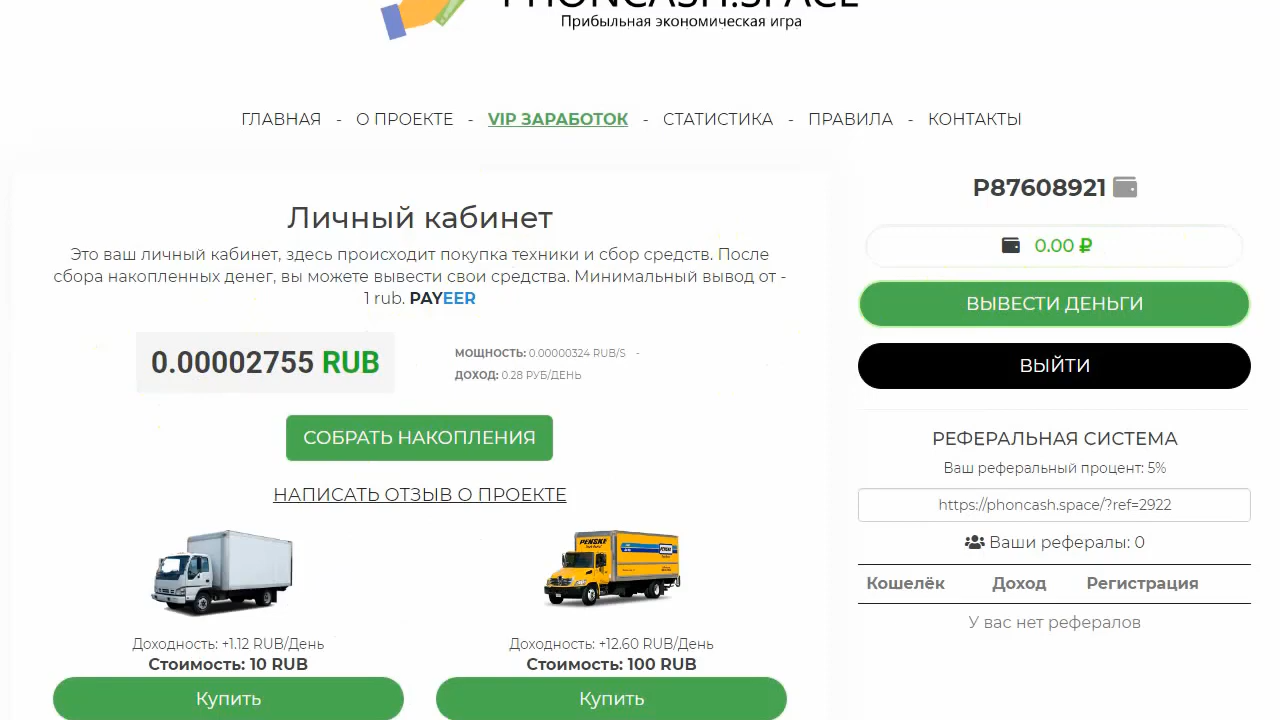 PHONCASH.SPACE
Прибыльная экономическая игра
ГЛАВНАЯ - О ПРОЕКТЕ - VIP ЗАРАБОТОК - СТАТИСТИКА - ПРАВИЛА - КОНТАКТЫ
Личный кабинет
Это ваш личный кабинет, здесь происходит покупка техники и сбор средств. После
сбора накопленных денег, вы можете вывести свои средства. Минимальный вывод от -
1 rub. PAYEER
0.00002755 RUB
МОЩНОСТЬ: 0.00000324 RUB/S -
ДОХОД: 0.28 РУБ/ДЕНЬ
СОБРАТЬ НАКОПЛЕНИЯ
НАПИСАТЬ ОТЗЫВ О ПРОЕКТЕ
PENSKE
PENSKE
Доходность: +1.12 RUB/День
Стоимость: 10 RUB
Купить
Доходность: +12.60 RUB/День
Стоимость: 100 RUB
Купить
P87608921
0.00 ₽
ВЫВЕСТИ ДЕНЬГИ
ВЫЙТИ
РЕФЕРАЛЬНАЯ СИСТЕМА
Ваш реферальный процент: 5%
https://phoncash.space/?ref=2922
Ваши рефералы: 0
Кошелёк Доход Регистрация
У вас нет рефералов